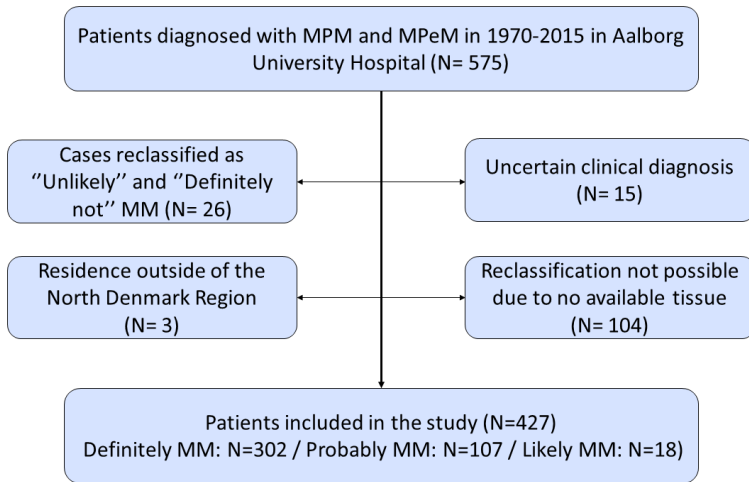 Patients diagnosed with MPM and MPeM in 1970-2015 in Aalborg
University Hospital (N= 575)
Cases reclassified as
‘’Unlikely’’ and ‘’Definitely
not’’ MM (N= 26)
Uncertain clinical diagnosis
(N= 15)
Residence outside of the
North Denmark Region
(N= 3)
Reclassification not possible
due to no available tissue
(N= 104)
Patients included in the study (N=427)
Definitely MM: N=302 / Probably MM: N=107 / Likely MM: N=18)